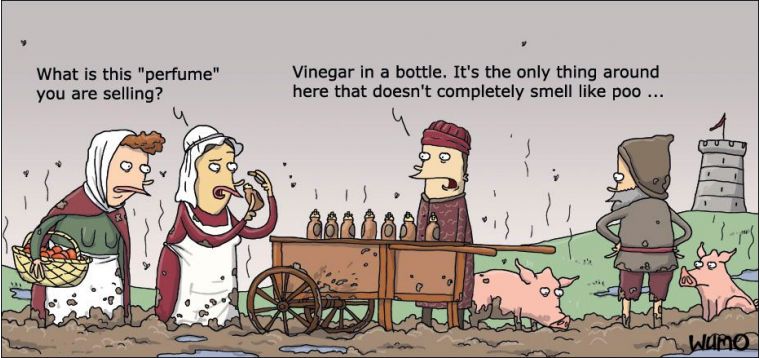 What is this "perfume"
you are selling?
Vinegar in a bottle. It's the only thing around
here that doesn't completely smell like poo ...
WUMO